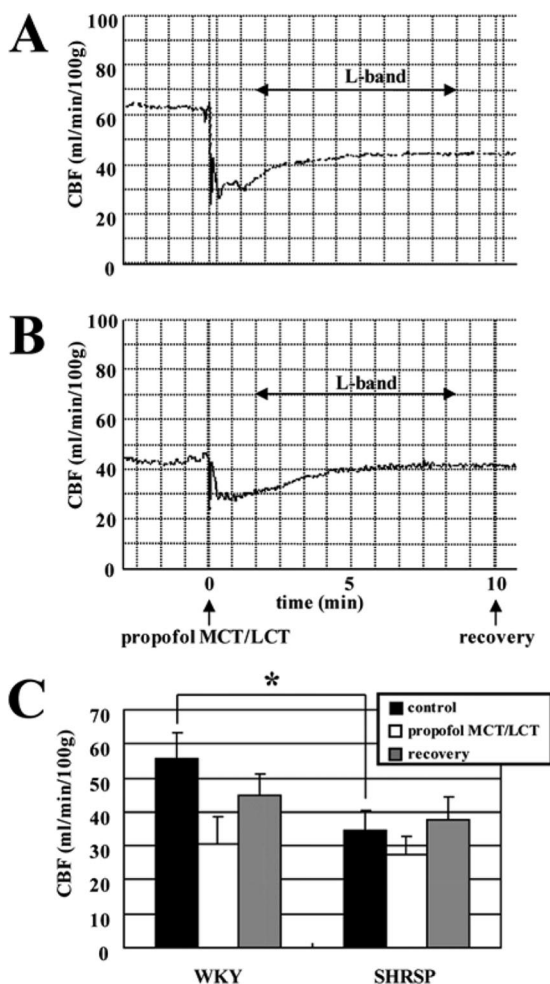 A
CBF (ml/min/100g)
100
80
60
40
20
0
L-band
B
CBF (ml/min/100g)
100
80
60
40
20
0
L-band
0
5
10
time (min)
propofol MCT/LCT
recovery
C
CBF (ml/min/100g)
70
60
50
40
30
20
10
0
*
control
propofol MCT/LCT
recovery
WKY
SHRSP